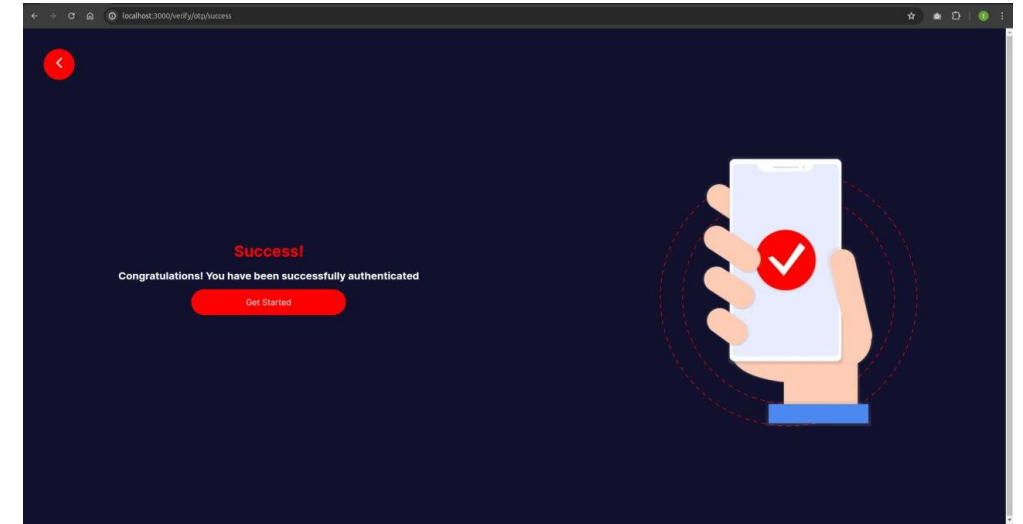 localhost:3000/verify/otp/success
Success!
Congratulations! You have been successfully authenticated
Get Started